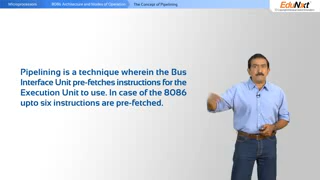 Microprocessors
8086 Architecture and Modes of Operation
The Concept of Pipelining
EduNxt
Pipelining is a technique wherein the Bus
Interface Unit pre-fetches instructions for the
Execution Unit to use. In case of the 8086
upto six instructions are pre-fetched.